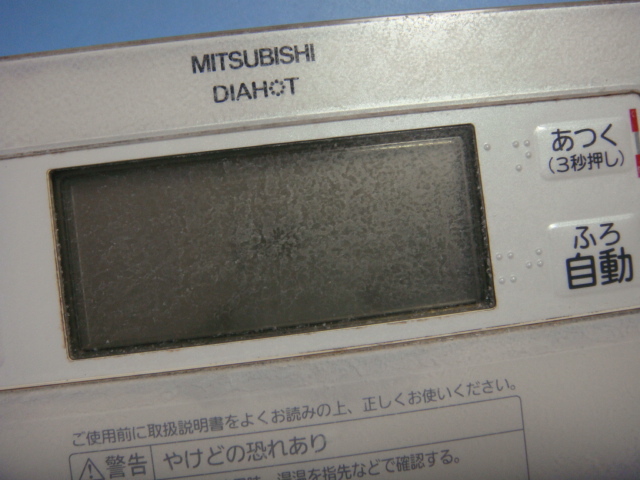 MITSUBISHI
DIAHOT
あつく
(3秒押し)
ふろ
自動
ご使用前に取扱説明書をよくお読みの上、正しくお使いください。
警告 やけどの恐れあり
湯温を指先などで確認する。